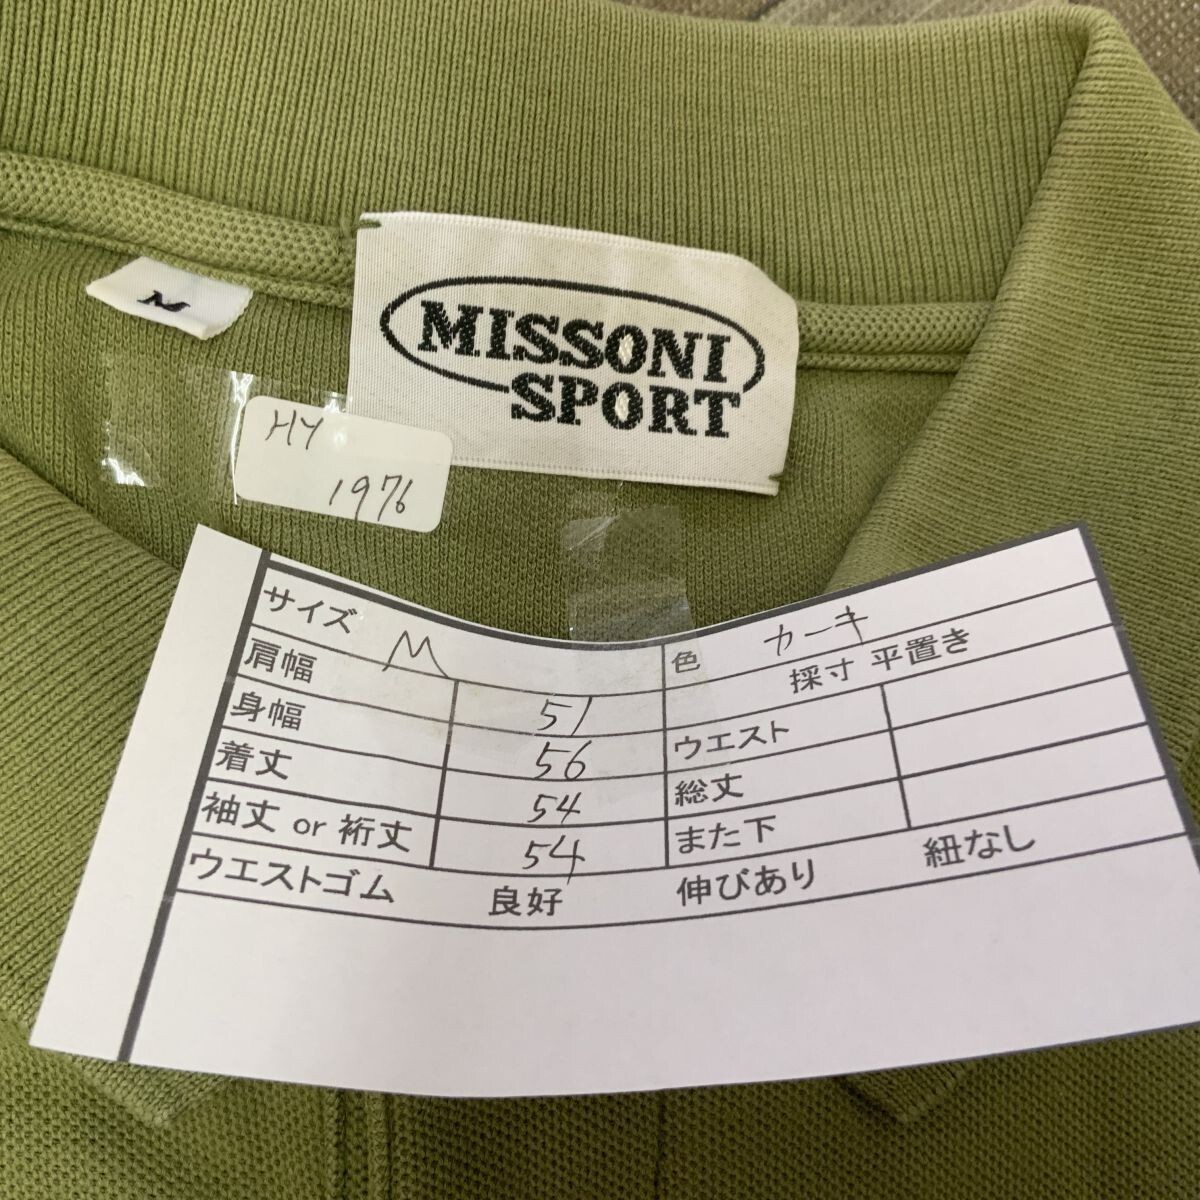 M
MISSONI
SPORT
HY
1976
サイズ M 色 カーキ
肩幅 51 採寸 平置き
身幅 56 ウエスト
着丈 54 総丈
袖丈 or 裄丈 54 また下
ウエストゴム 良好 伸びあり 紐なし